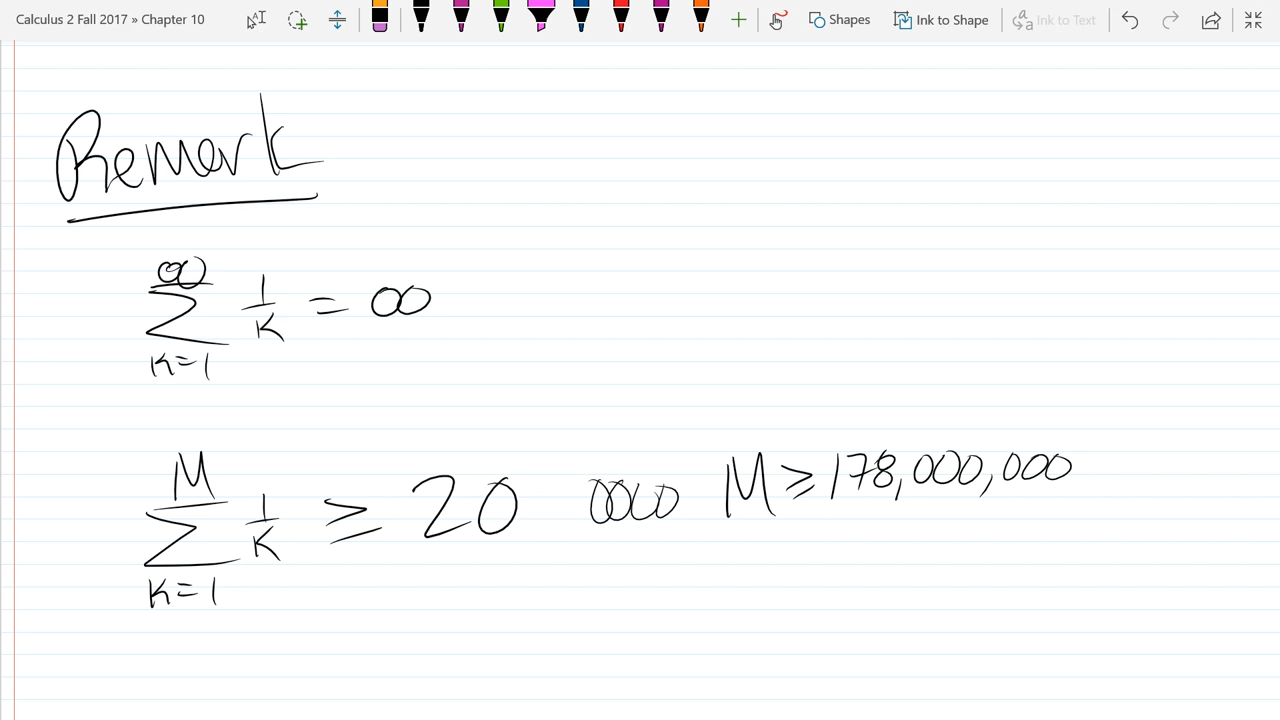 Calculus 2 Fall 2017 » Chapter 10 Shapes Ink to Shape Ink to Text
Remark
∞
∑ 1/K = ∞
K=1
M
∑ 1/K ≥ 20 M ≥ 178,000,000
K=1